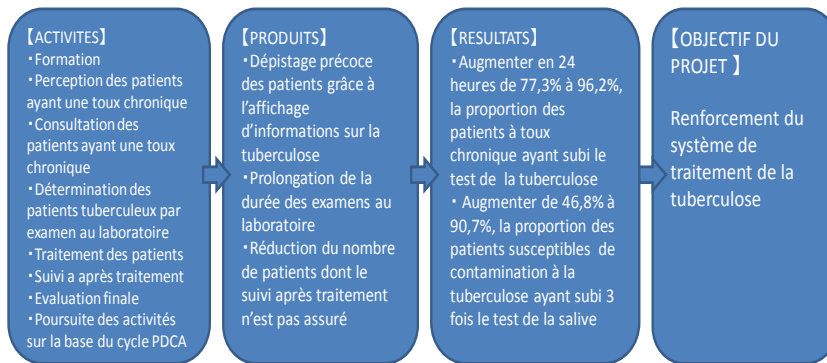 【ACTIVITES】
・Formation
・Perception des patients
ayant une toux chronique
・Consultation des
patients ayant une toux
chronique
・Détermination des
patients tuberculeux par
examen au laboratoire
・Traitement des patients
・Suivi a après traitement
・Evaluation finale
・Poursuite des activités
sur la base du cycle PDCA
【PRODUITS】
・Dépistage précoce
des patients grâce à
l’affichage
d’informations sur la
tuberculose
・Prolongation de la
durée des examens au
laboratoire
・Réduction du nombre
de patients dont le
suivi après traitement
n’est pas assuré
【RESULTATS】
・Augmenter en 24
heures de 77,3% à 96,2%,
la proportion des
patients à toux
chronique ayant subi le
test de la tuberculose
・ Augmenter de 46,8% à
90,7%, la proportion des
patients susceptibles de
contamination à la
tuberculose ayant subi 3
fois le test de la salive
【OBJECTIF DU
PROJET 】
Renforcement du
système de
traitement de la
tuberculose